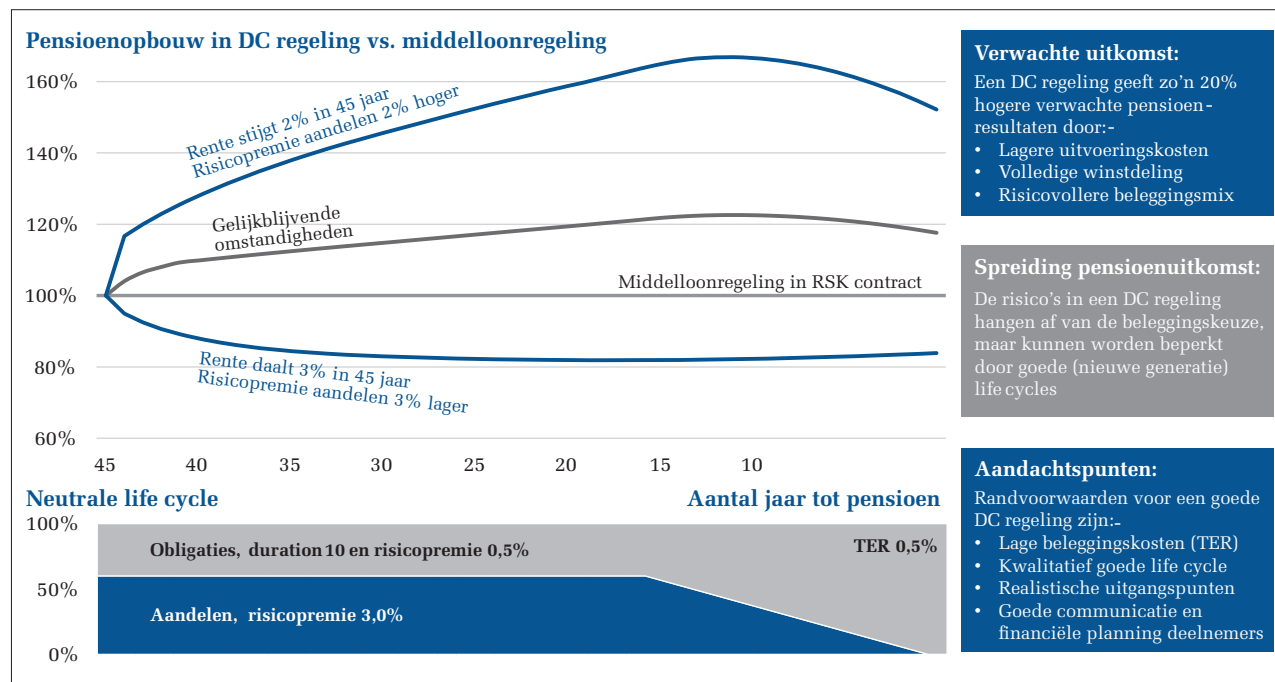 Pensioenopbouw in DC regeling vs. middelloonregeling
160%
140%
120%
100%
80%
60%
Rente stijgt 2% in 45 jaar
Risicopremie aandelen 2% hoger
Gelijkblijvende
omstandigheden
Middelloonregeling in RSK contract
Rente daalt 3% in 45 jaar
Risicopremie aandelen 3% lager
45 40 35 30 25 20 15 10
Neutrale life cycle
Aantal jaar tot pensioen
100%
50%
0%
Obligaties, duration 10 en risicopremie 0,5%
TER 0,5%
Aandelen, risicopremie 3,0%
Verwachte uitkomst:
Een DC regeling geeft zo'n 20%
hogere verwachte pensioen-
resultaten door:-
• Lagere uitvoeringskosten
• Volledige winstdeling
• Risicovollere beleggingsmix
Spreiding pensioenuitkomst:
De risico's in een DC regeling
hangen af van de beleggingskeuze,
maar kunnen worden beperkt
door goede (nieuwe generatie)
life cycles
Aandachtspunten:
Randvoorwaarden voor een goede
DC regeling zijn:-
• Lage beleggingskosten (TER)
• Kwalitatief goede life cycle
• Realistische uitgangspunten
• Goede communicatie en
financiële planning deelnemers